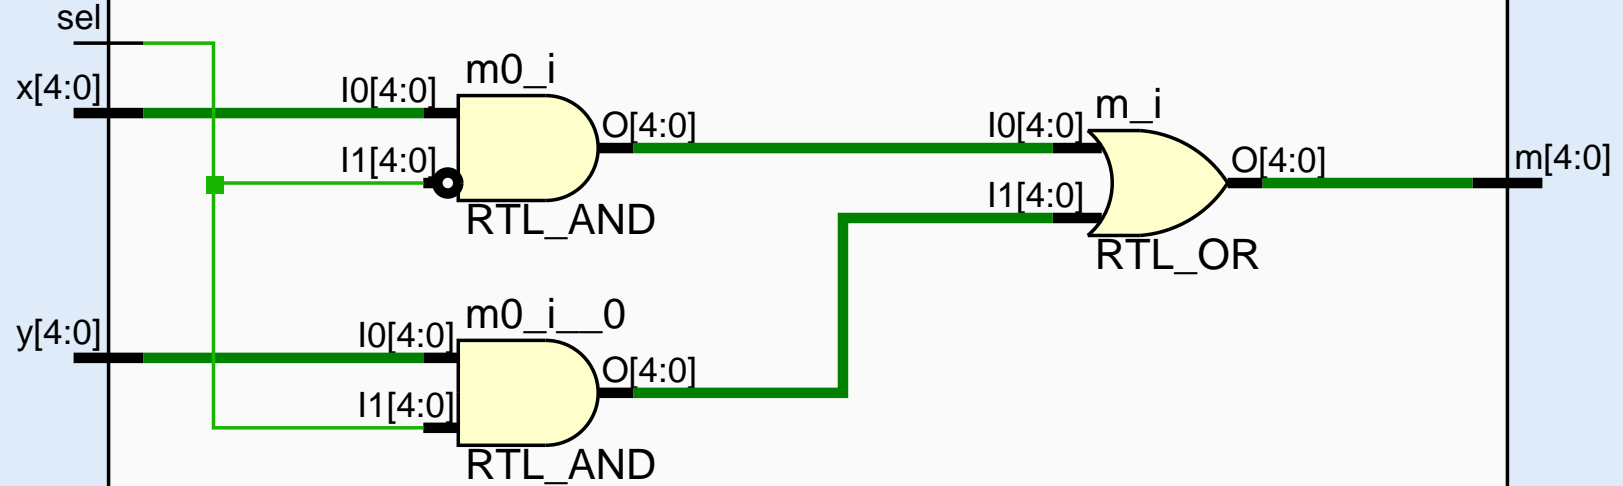 sel
x[4:0]
I0[4:0]
m0_i
I1[4:0]
O[4:0]
RTL_AND
y[4:0]
I0[4:0]
m0_i__0
I1[4:0]
O[4:0]
RTL_AND
I0[4:0]
m_i
I1[4:0]
O[4:0]
RTL_OR
m[4:0]